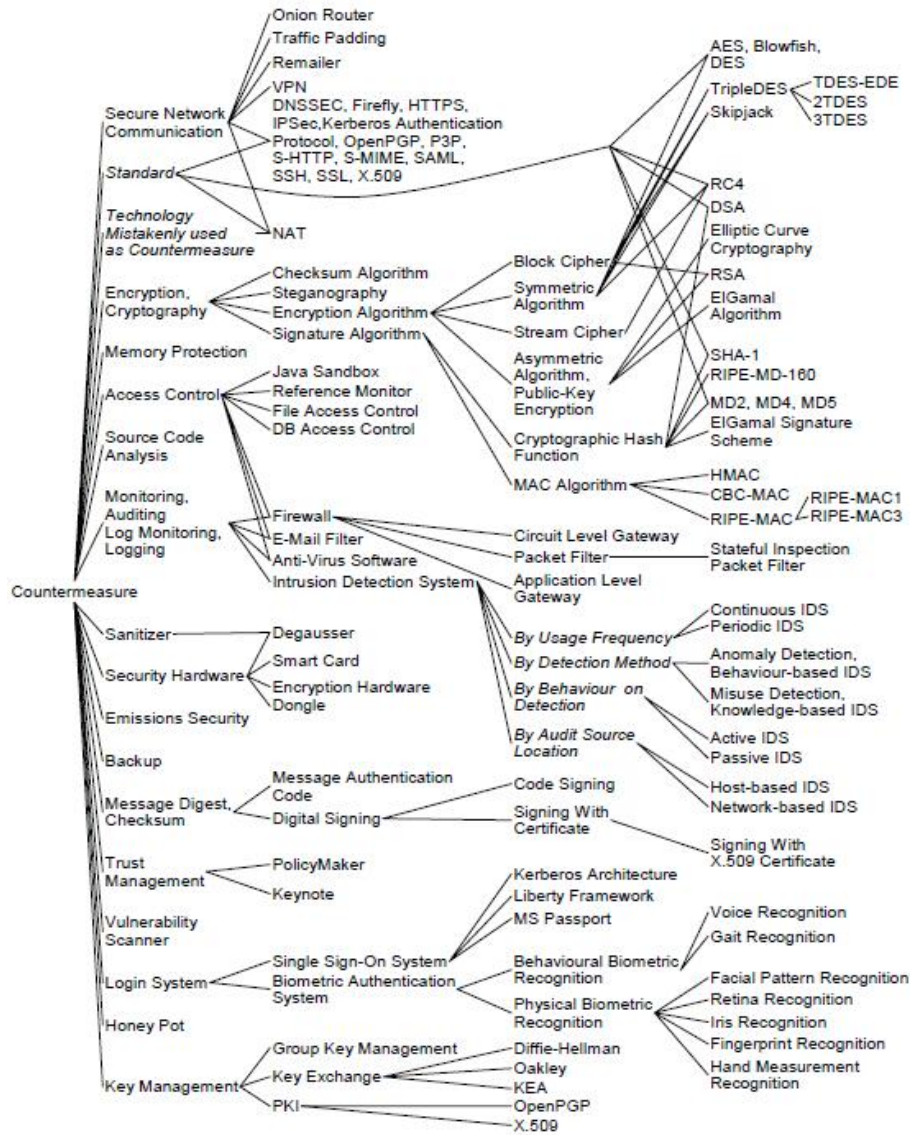 Onion Router
Traffic Padding
Remailer
VPN
DNSSEC, Firefly, HTTPS,
IPSec,Kerberos Authentication
Protocol, OpenPGP, P3P,
S-HTTP, S-MIME, SAML,
SSH, SSL, X.509
NAT
Secure Network
Communication
Standard
Technology
Mistakenly used
as Countermeasure
Encryption,
Cryptography
Memory Protection
Access Control
Source Code
Analysis
Monitoring,
Auditing
Log Monitoring,
Logging
Countermeasure
Sanitizer
Security Hardware
Emissions Security
Backup
Message Digest,
Checksum
Trust
Management
Vulnerability
Scanner
Login System
Honey Pot
Key Management
Checksum Algorithm
Steganography
Encryption Algorithm
Signature Algorithm
Java Sandbox
Reference Monitor
File Access Control
DB Access Control
Firewall
E-Mail Filter
Anti-Virus Software
Intrusion Detection System
Degausser
Smart Card
Encryption Hardware
Dongle
Message Authentication
Code
Digital Signing
PolicyMaker
Keynote
Single Sign-On System
Biometric Authentication
System
Group Key Management
Key Exchange
PKI
Block Cipher
Symmetric
Algorithm
Stream Cipher
Asymmetric
Algorithm,
Public-Key
Encryption
Cryptographic Hash
Function
MAC Algorithm
Circuit Level Gateway
Packet Filter
Application Level
Gateway
By Usage Frequency
By Detection Method
By Behaviour on
Detection
By Audit Source
Location
Code Signing
Signing With
Certificate
Kerberos Architecture
Liberty Framework
MS Passport
Behavioural Biometric
Recognition
Physical Biometric
Recognition
Diffie-Hellman
Oakley
KEA
OpenPGP
X.509
AES, Blowfish,
DES
TripleDES
Skipjack
TDES-EDE
2TDES
3TDES
RC4
DSA
Elliptic Curve
Cryptography
RSA
ElGamal
Algorithm
SHA-1
RIPE-MD-160
MD2, MD4, MD5
ElGamal Signature
Scheme
HMAC
CBC-MAC
RIPE-MAC
RIPE-MAC1
RIPE-MAC3
Stateful Inspection
Packet Filter
Continuous IDS
Periodic IDS
Anomaly Detection,
Behaviour-based IDS
Misuse Detection,
Knowledge-based IDS
Active IDS
Passive IDS
Host-based IDS
Network-based IDS
Signing With
X.509 Certificate
Voice Recognition
Gait Recognition
Facial Pattern Recognition
Retina Recognition
Iris Recognition
Fingerprint Recognition
Hand Measurement
Recognition